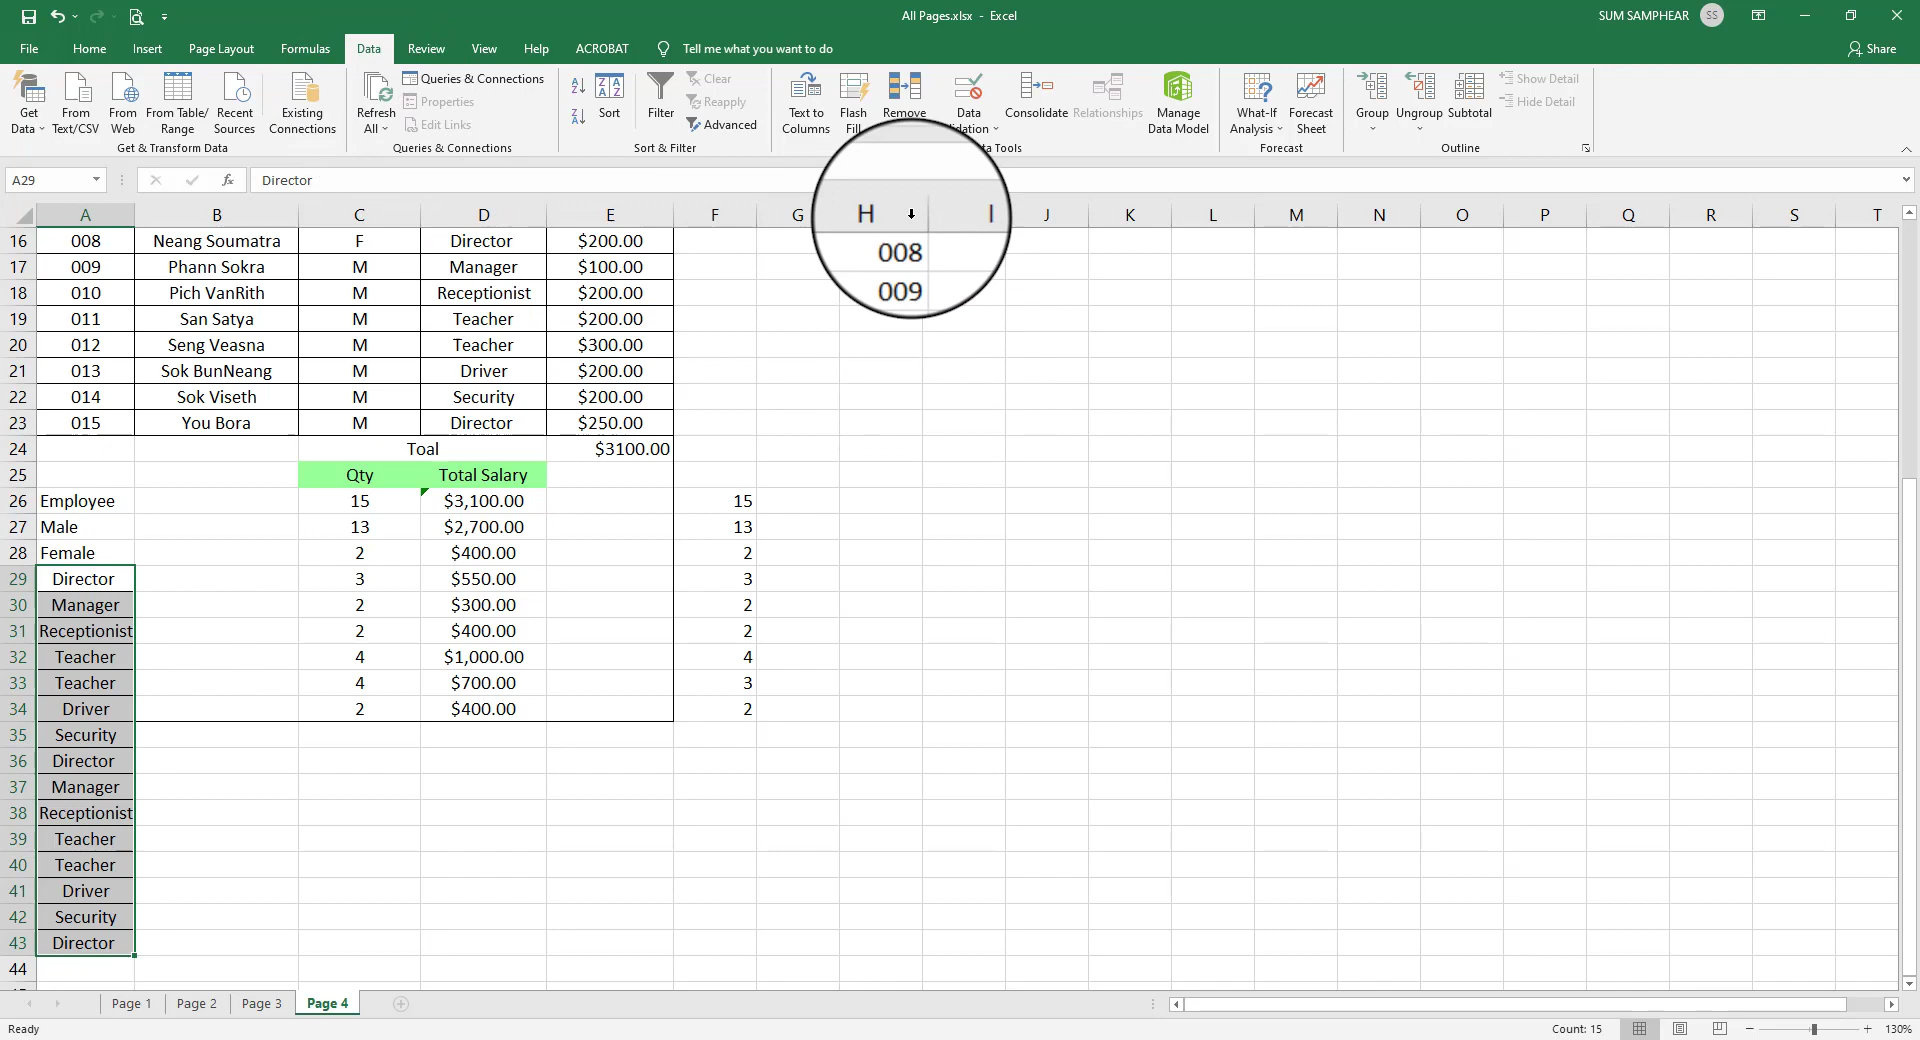 All Pages.xlsx - Excel
SUM SAMPHEAR SS
File Home Insert Page Layout Formulas Data Review View Help ACROBAT Tell me what you want to do Share
Get Data From Text/CSV From Web From Table/ Range Recent Sources Existing Connections
Get & Transform Data
Refresh All Queries & Connections Properties Edit Links
Queries & Connections
Sort Filter Clear Reapply Advanced
Sort & Filter
Text to Columns Flash Fill Remove Data idation Consolidate Relationships Manage Data Model
ta Tools
What-If Analysis Forecast Sheet
Forecast
Group Ungroup Subtotal Show Detail Hide Detail
Outline
A29 fx Director
A B C D E F G H I J K L M N O P Q R S T
16 008 Neang Soumatra F Director $200.00 008
17 009 Phann Sokra M Manager $100.00 009
18 010 Pich VanRith M Receptionist $200.00
19 011 San Satya M Teacher $200.00
20 012 Seng Veasna M Teacher $300.00
21 013 Sok BunNeang M Driver $200.00
22 014 Sok Viseth M Security $200.00
23 015 You Bora M Director $250.00
24 Toal $3100.00
25 Qty Total Salary
26 Employee 15 $3,100.00 15
27 Male 13 $2,700.00 13
28 Female 2 $400.00 2
29 Director 3 $550.00 3
30 Manager 2 $300.00 2
31 Receptionist 2 $400.00 2
32 Teacher 4 $1,000.00 4
33 Teacher 4 $700.00 3
34 Driver 2 $400.00 2
35 Security
36 Director
37 Manager
38 Receptionist
39 Teacher
40 Teacher
41 Driver
42 Security
43 Director
44
Page 1 Page 2 Page 3 Page 4
Ready Count: 15 130%